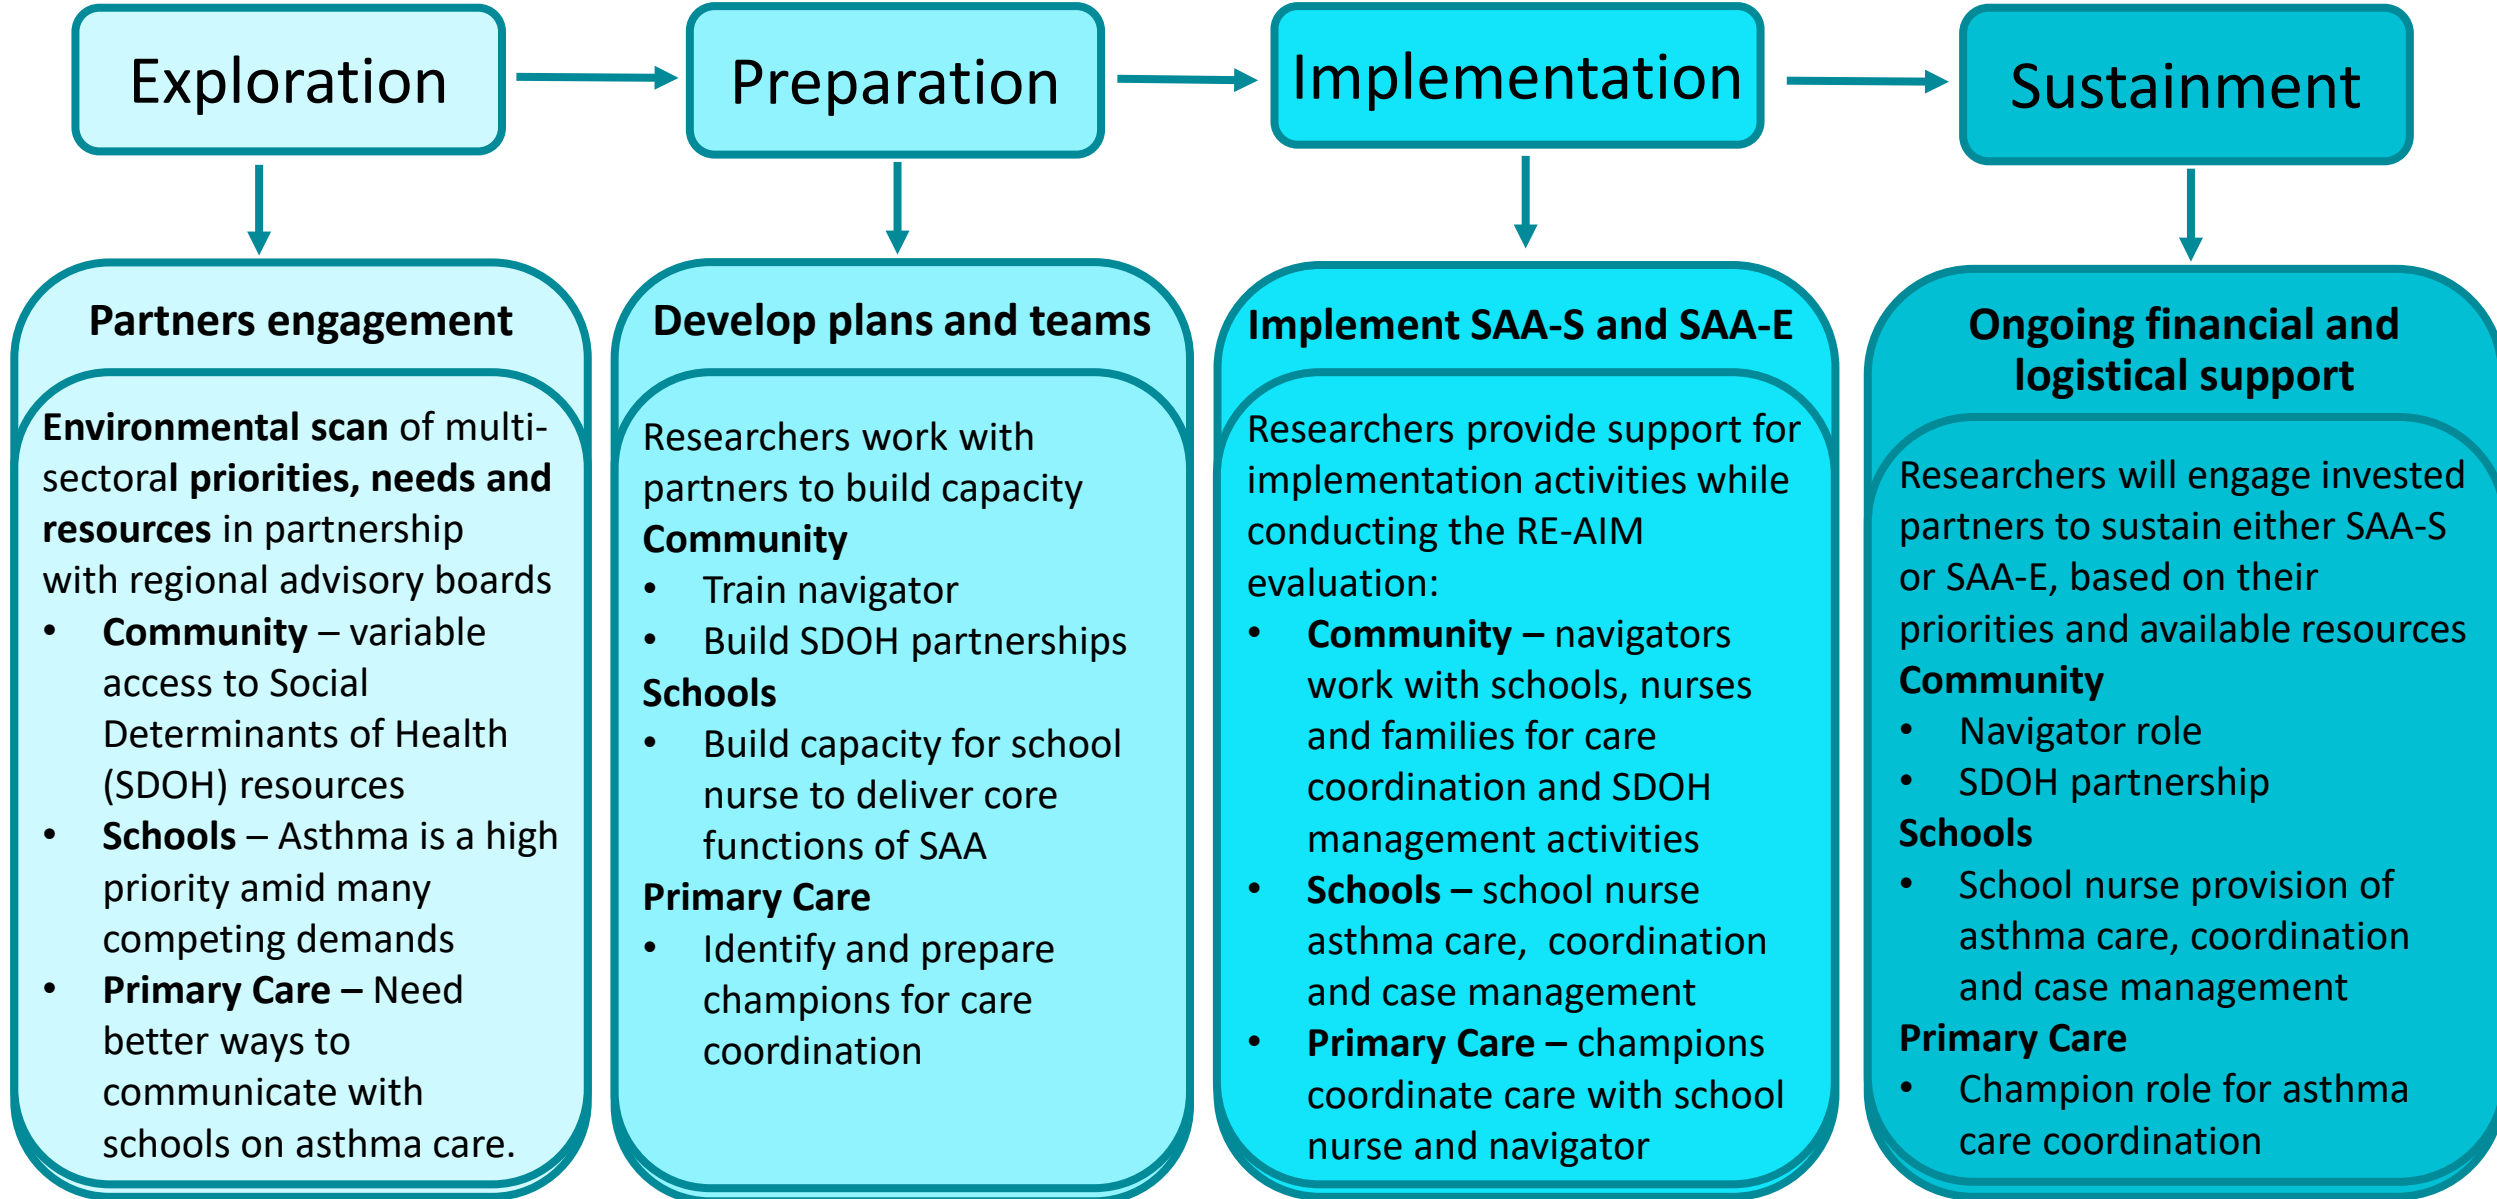 Exploration
Preparation
Implementation
Sustainment
Partners engagement
Environmental scan of multi-
sectoral priorities, needs and
resources in partnership
with regional advisory boards
• Community – variable
access to Social
Determinants of Health
(SDOH) resources
• Schools – Asthma is a high
priority amid many
competing demands
• Primary Care – Need
better ways to
communicate with
schools on asthma care.
Develop plans and teams
Researchers work with
partners to build capacity
Community
• Train navigator
• Build SDOH partnerships
Schools
• Build capacity for school
nurse to deliver core
functions of SAA
Primary Care
• Identify and prepare
champions for care
coordination
Implement SAA-S and SAA-E
Researchers provide support for
implementation activities while
conducting the RE-AIM
evaluation:
• Community – navigators
work with schools, nurses
and families for care
coordination and SDOH
management activities
• Schools – school nurse
asthma care, coordination
and case management
• Primary Care – champions
coordinate care with school
nurse and navigator
Ongoing financial and
logistical support
Researchers will engage invested
partners to sustain either SAA-S
or SAA-E, based on their
priorities and available resources
Community
• Navigator role
• SDOH partnership
Schools
• School nurse provision of
asthma care, coordination
and case management
Primary Care
• Champion role for asthma
care coordination